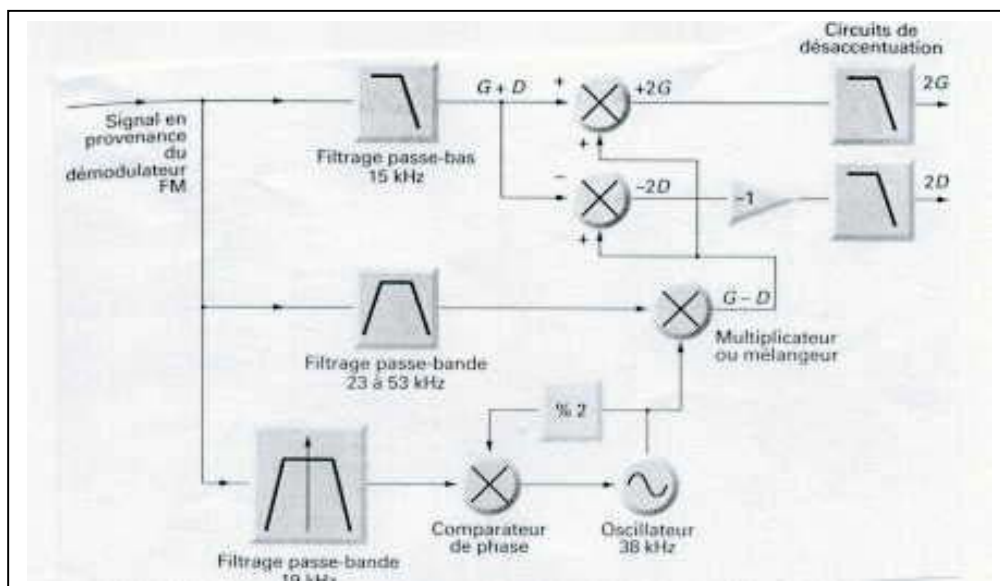 Circuits de
désaccentuation
G + D
+
+2G
2G
Signal en
provenance
du
démodulateur
FM
Filtrage passe-bas
15 kHz
+
−
−2D
−1
2D
+
G − D
Multiplicateur
ou mélangeur
Filtrage passe-bande
23 à 53 kHz
% 2
Comparateur
de phase
Oscillateur
38 kHz
Filtrage passe-bande
19 kHz